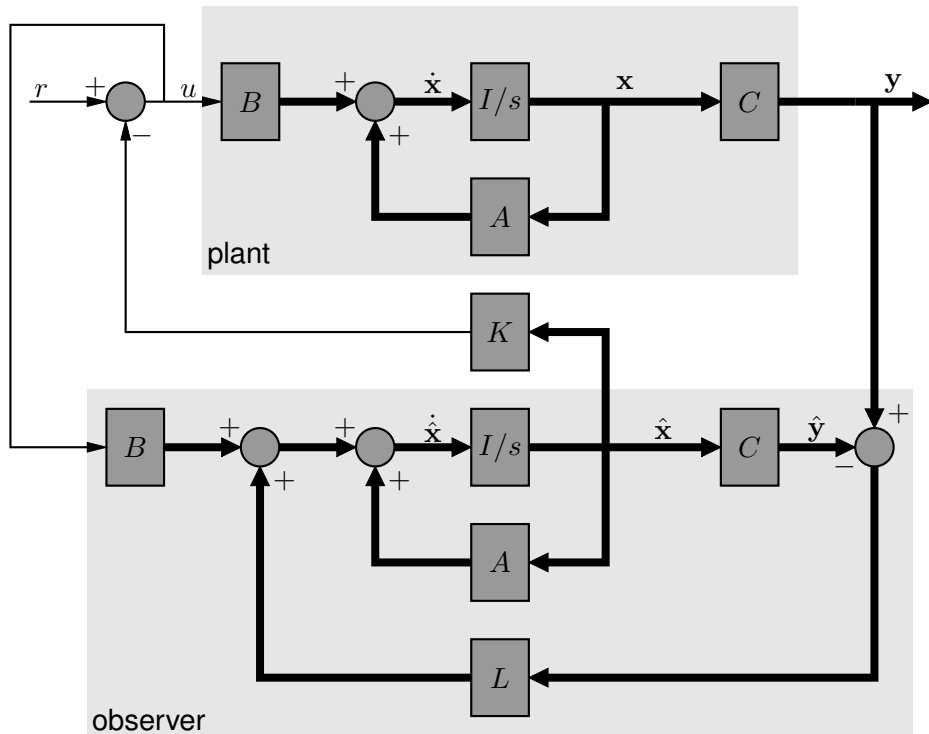 r + − u B + + ẋ I/s x C y
A
plant
K
B + + + + x̂̇ I/s x̂ C ŷ + −
A
L
observer